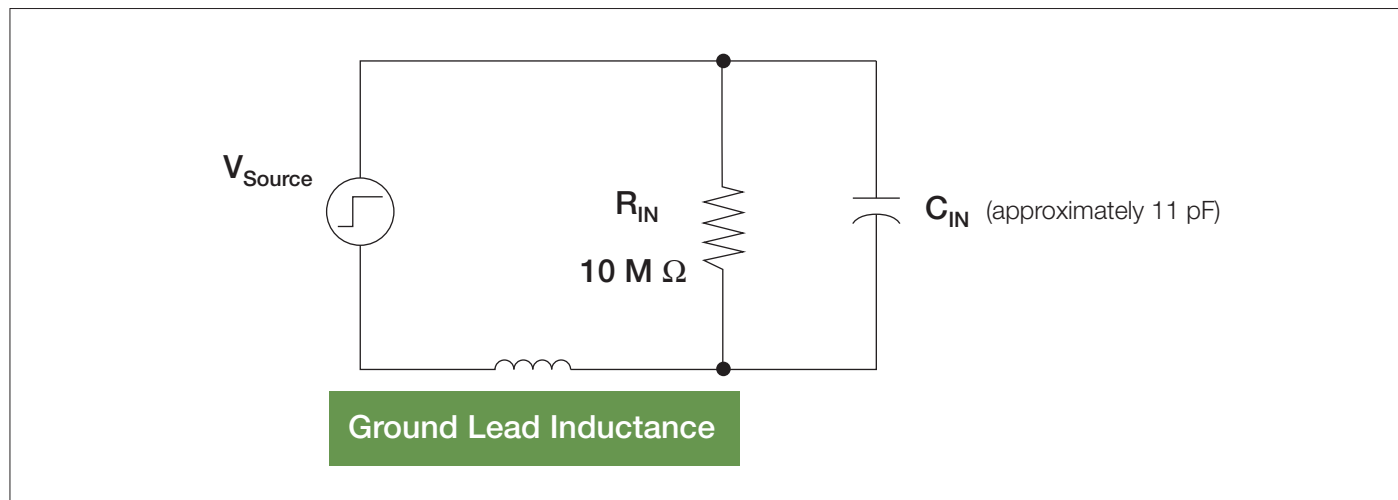 V_Source
R_IN
10 M Ω
C_IN (approximately 11 pF)
Ground Lead Inductance